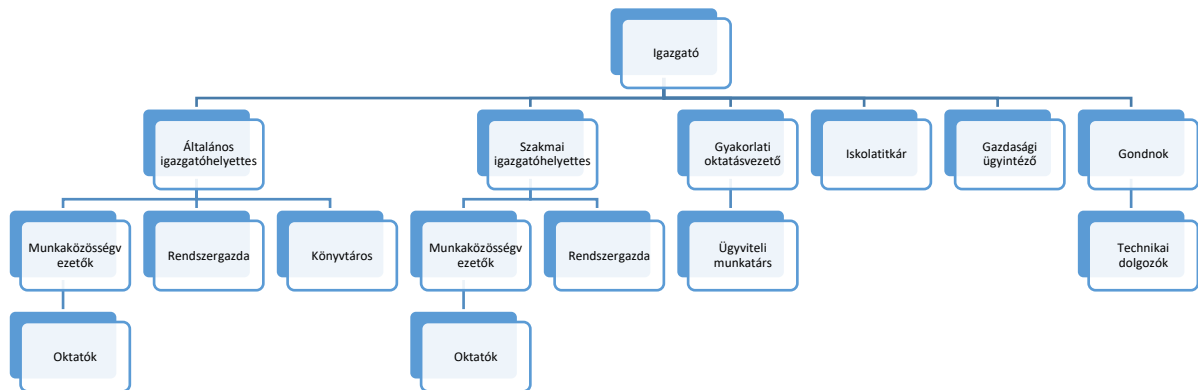 Igazgató
Általános
igazgatóhelyettes
Szakmai
igazgatóhelyettes
Gyakorlati
oktatásvezető
Iskolatitkár
Gazdasági
ügyintéző
Gondnok
Munkaközösségv
ezetők
Rendszergazda
Könyvtáros
Munkaközösségv
ezetők
Rendszergazda
Ügyviteli
munkatárs
Technikai
dolgozók
Oktatók
Oktatók